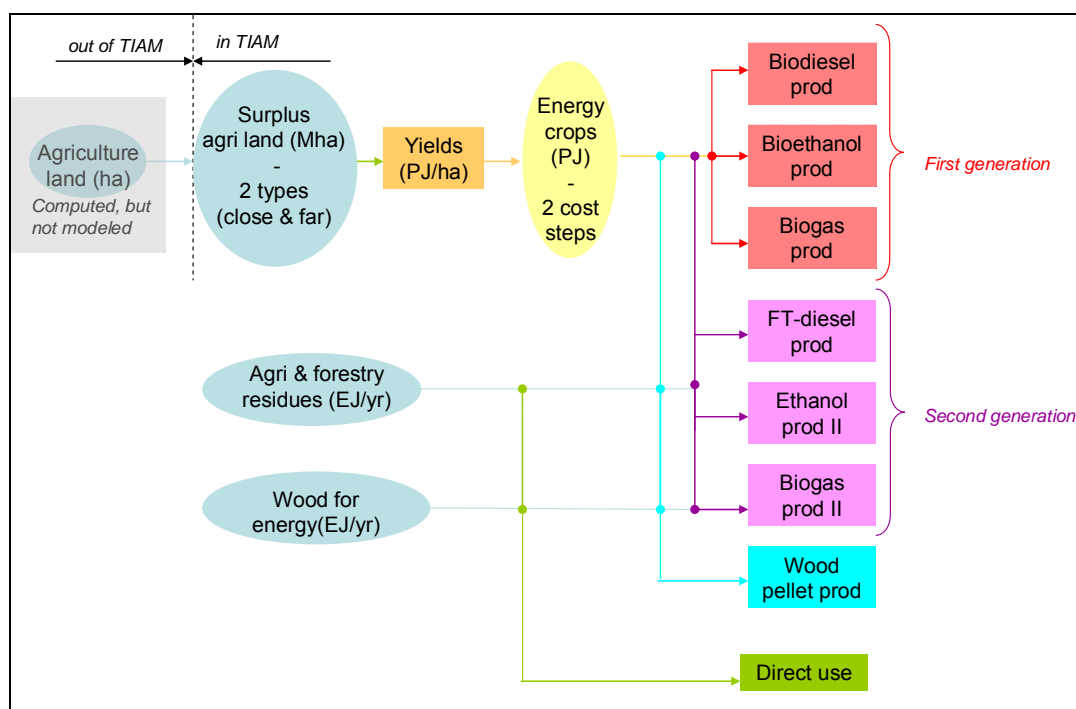 out of TIAM
in TIAM
Agriculture
land (ha)
Computed, but
not modeled
Surplus
agri land (Mha)
-
2 types
(close & far)
Yields
(PJ/ha)
Energy
crops
(PJ)
-
2 cost
steps
Biodiesel
prod
Bioethanol
prod
Biogas
prod
First generation
FT-diesel
prod
Ethanol
prod II
Biogas
prod II
Second generation
Agri & forestry
residues (EJ/yr)
Wood for
energy(EJ/yr)
Wood
pellet prod
Direct use